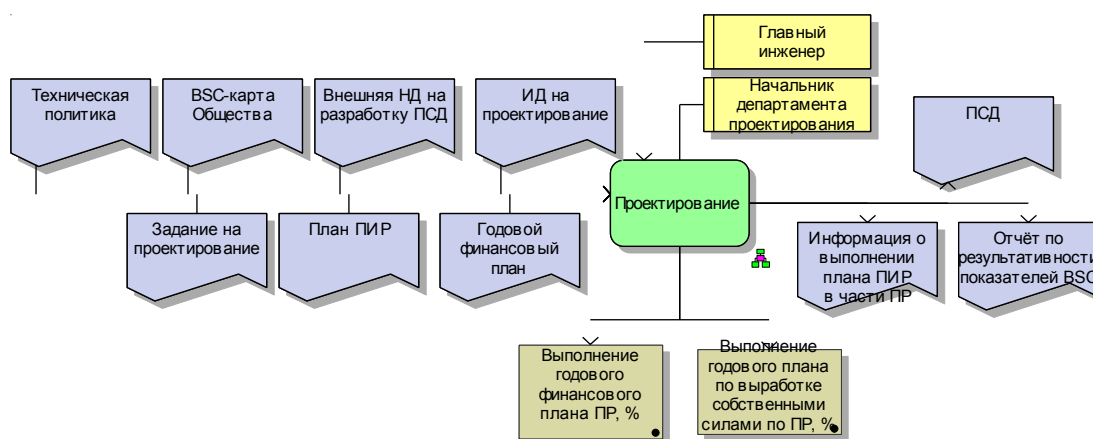 Главный
инженер
Начальник
департамента
проектирования
Техническая
политика
BSC-карта
Общества
Внешняя НД на
разработку ПСД
ИД на
проектирование
ПСД
Проектирование
Задание на
проектирование
План ПИР
Годовой
финансовый
план
Информация о
выполнении
плана ПИР
в части ПР
Отчёт по
результативности
показателей BSC
Выполнение
годового
финансового
плана ПР, %
Выполнение
годового плана
по выработке
собственными
силами по ПР, %